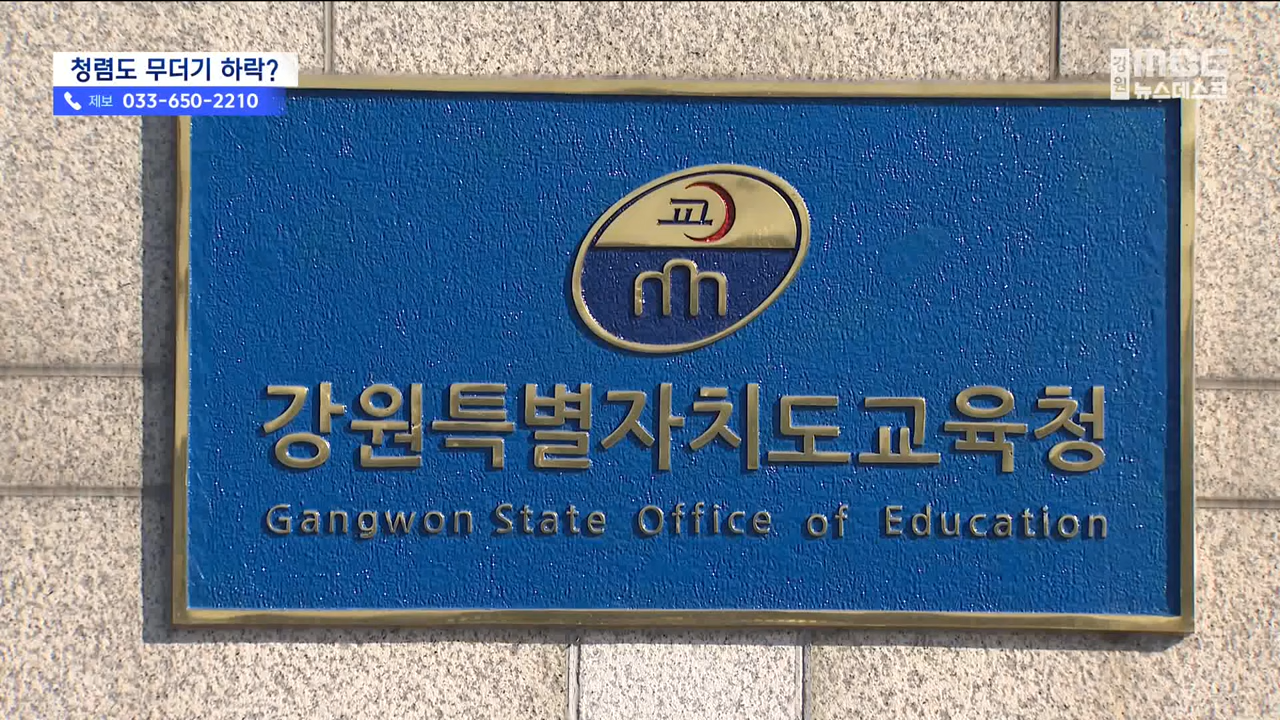 청렴도 무더기 하락?
제보 033-650-2210
강원 MBC
뉴스데스크
교
강원특별자치도교육청
Gangwon State Office of Education